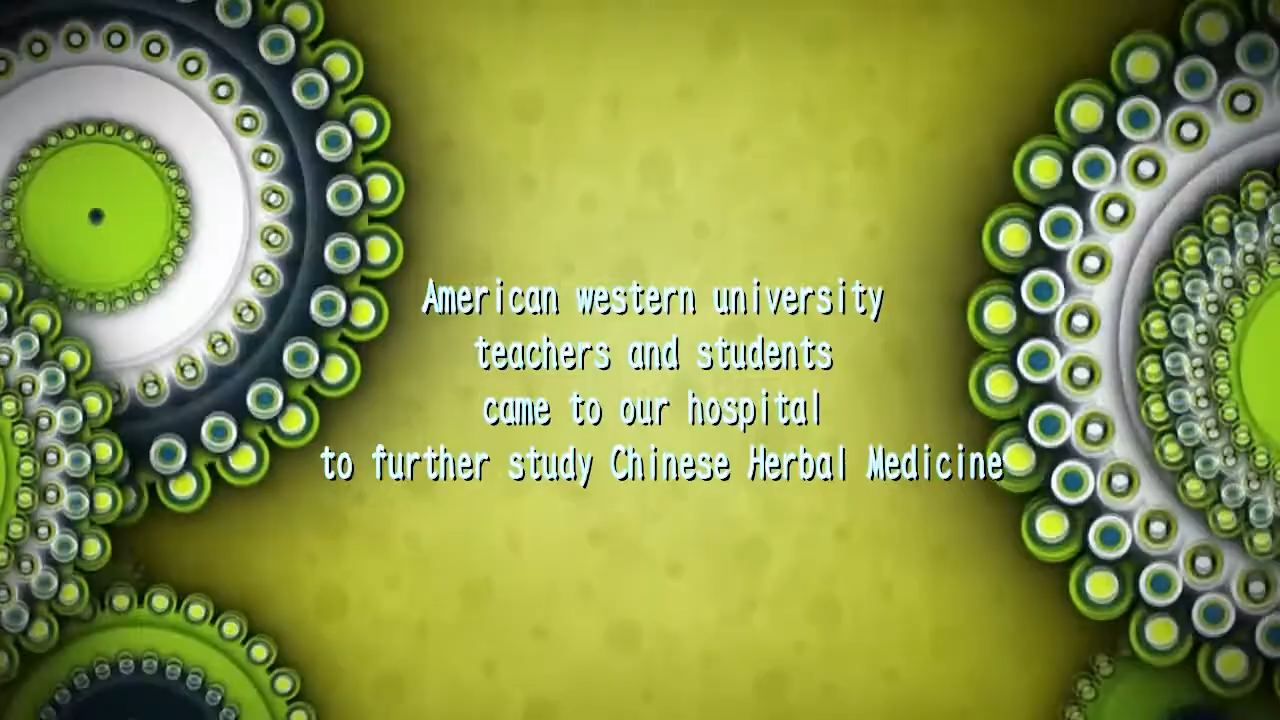 American western university
teachers and students
came to our hospital
to further study Chinese Herbal Medicine